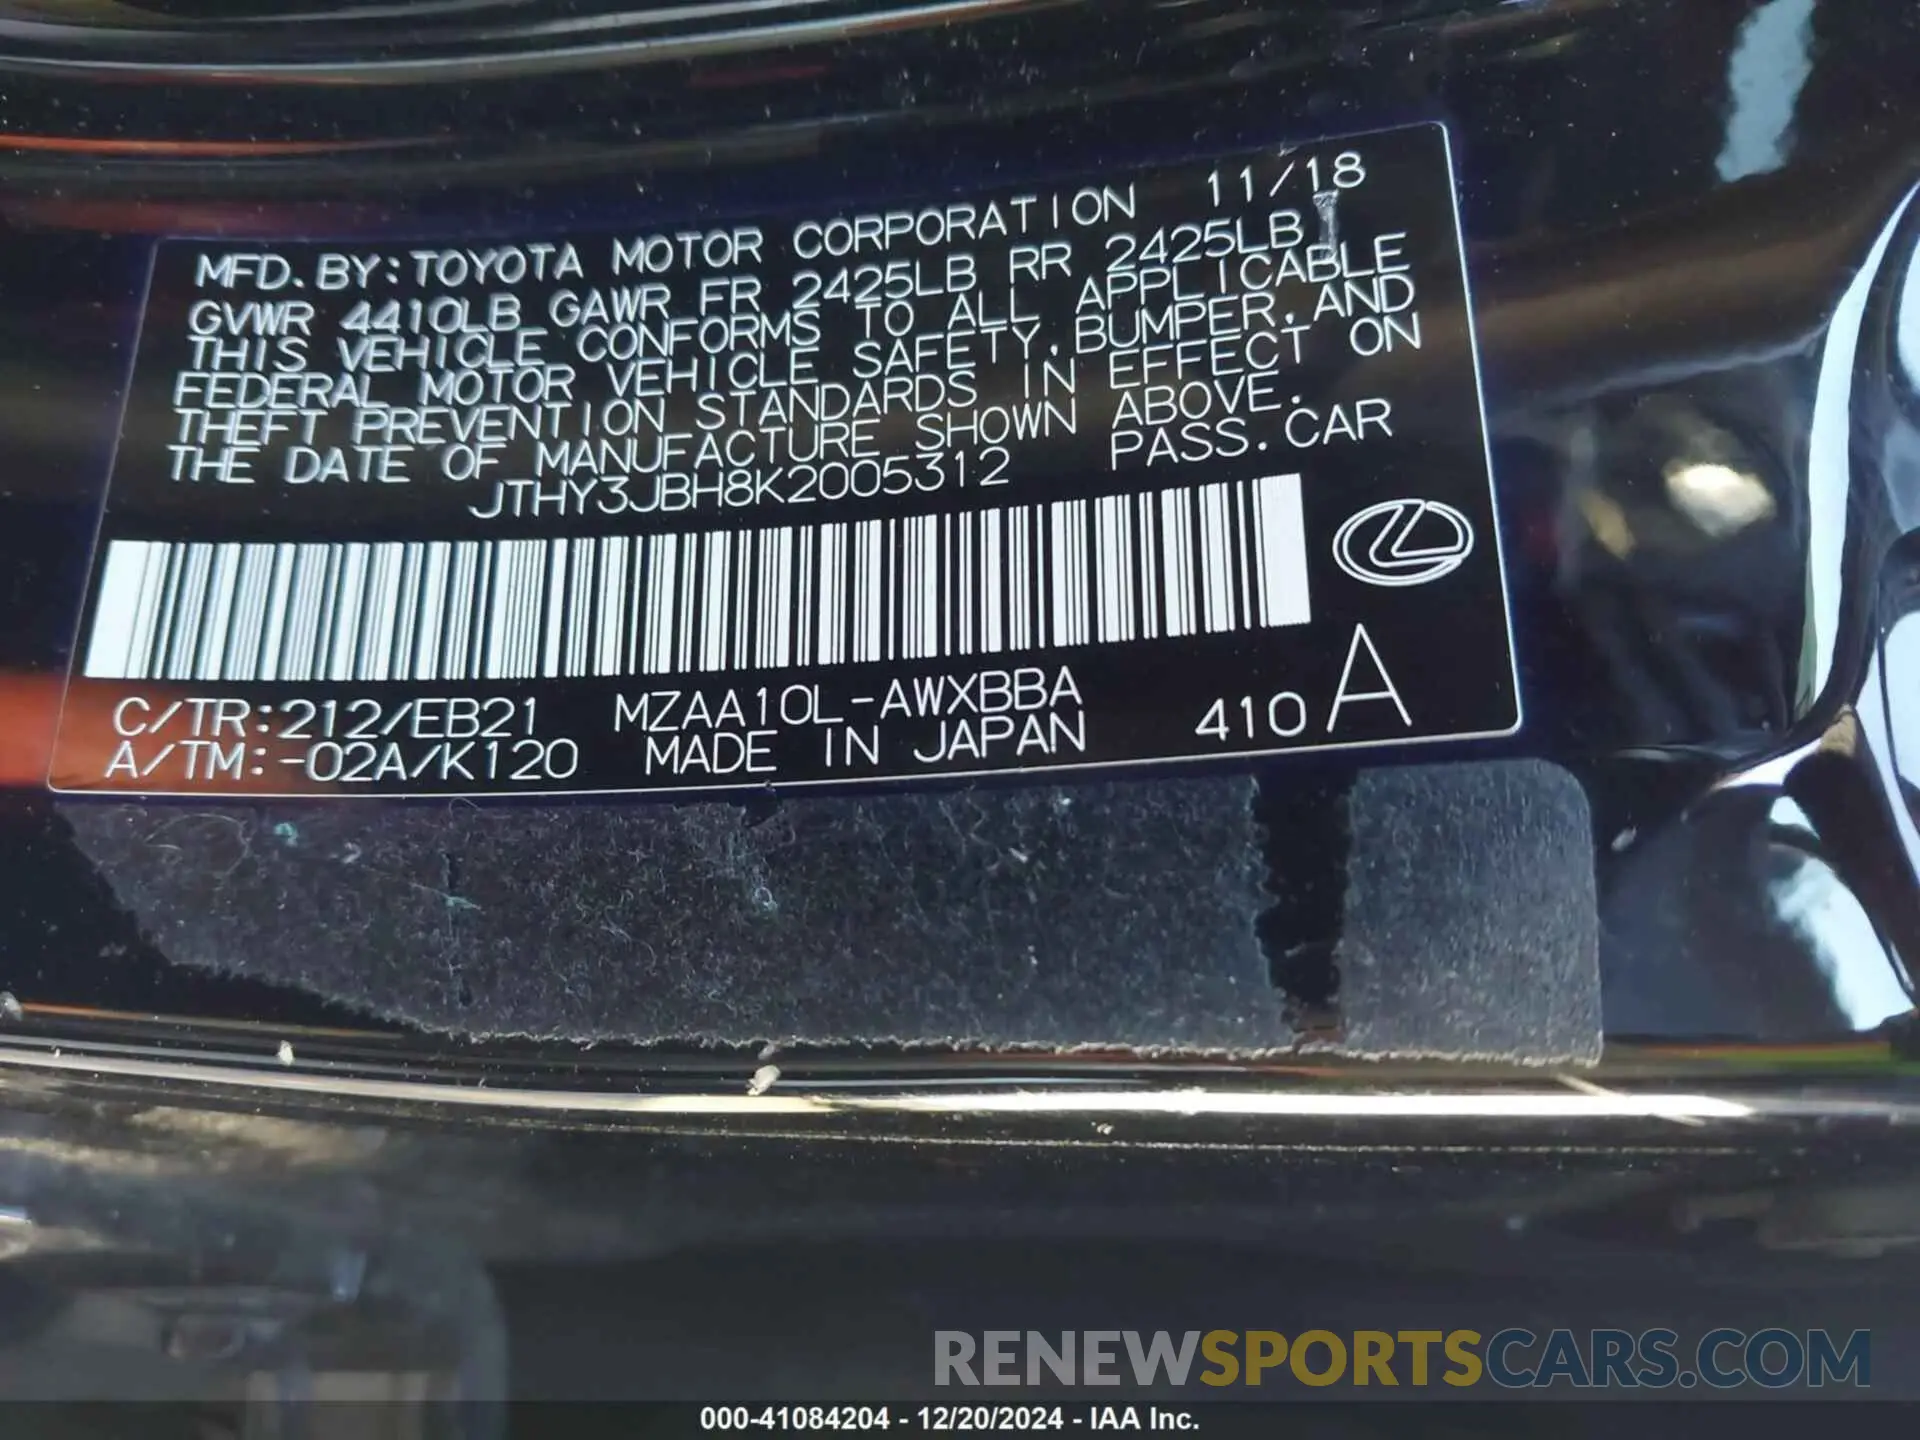 MFD. BY: TOYOTA MOTOR CORPORATION 11/18
GVWR 4410LB GAWR FR 2425LB RR 2425LB
THIS VEHICLE CONFORMS TO ALL APPLICABLE
FEDERAL MOTOR VEHICLE SAFETY, BUMPER, AND
THEFT PREVENTION STANDARDS IN EFFECT ON
THE DATE OF MANUFACTURE SHOWN ABOVE.
JTHY3JBH8K2005312 PASS. CAR
C/TR:212/EB21 MZAA10L-AWXBBA
A/TM:-02A/K120 MADE IN JAPAN 410 A
RENEWSPORTSCARS.COM
000-41084204 - 12/20/2024 - IAA Inc.